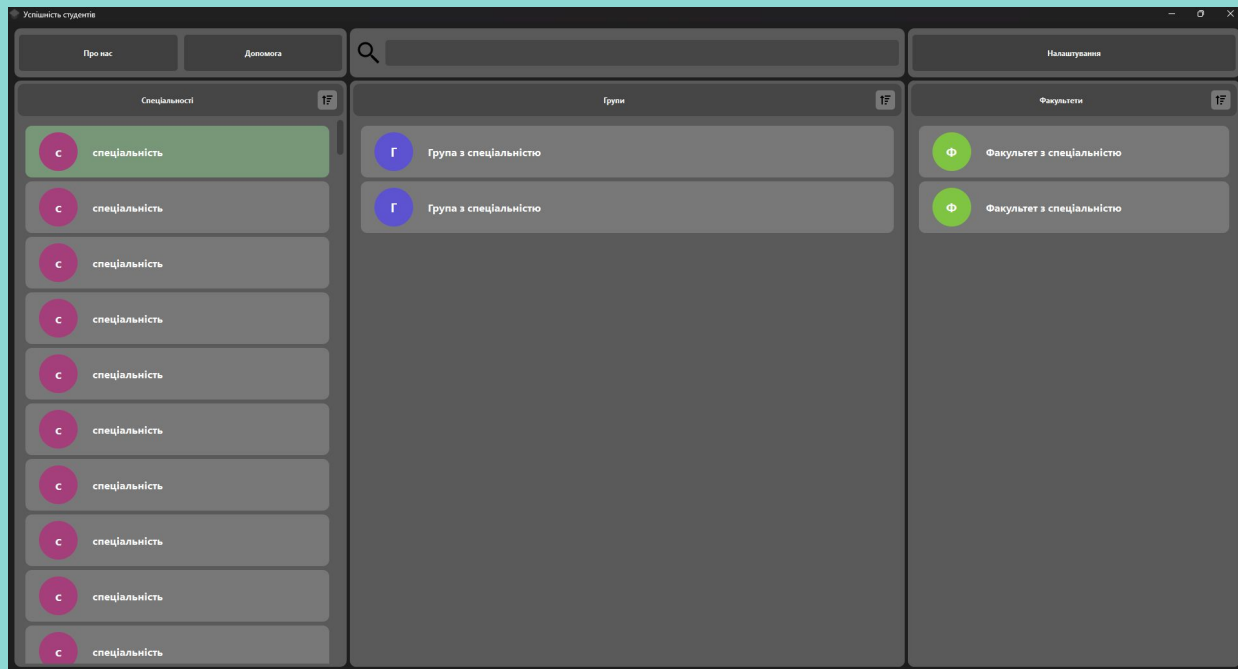 Успішність студентів
Про нас
Допомога
Налаштування
Спеціальності
Групи
Факультети
с спеціальність
Г Група з спеціальністю
Ф Факультет з спеціальністю
с спеціальність
Г Група з спеціальністю
Ф Факультет з спеціальністю
с спеціальність
с спеціальність
с спеціальність
с спеціальність
с спеціальність
с спеціальність
с спеціальність
с спеціальність